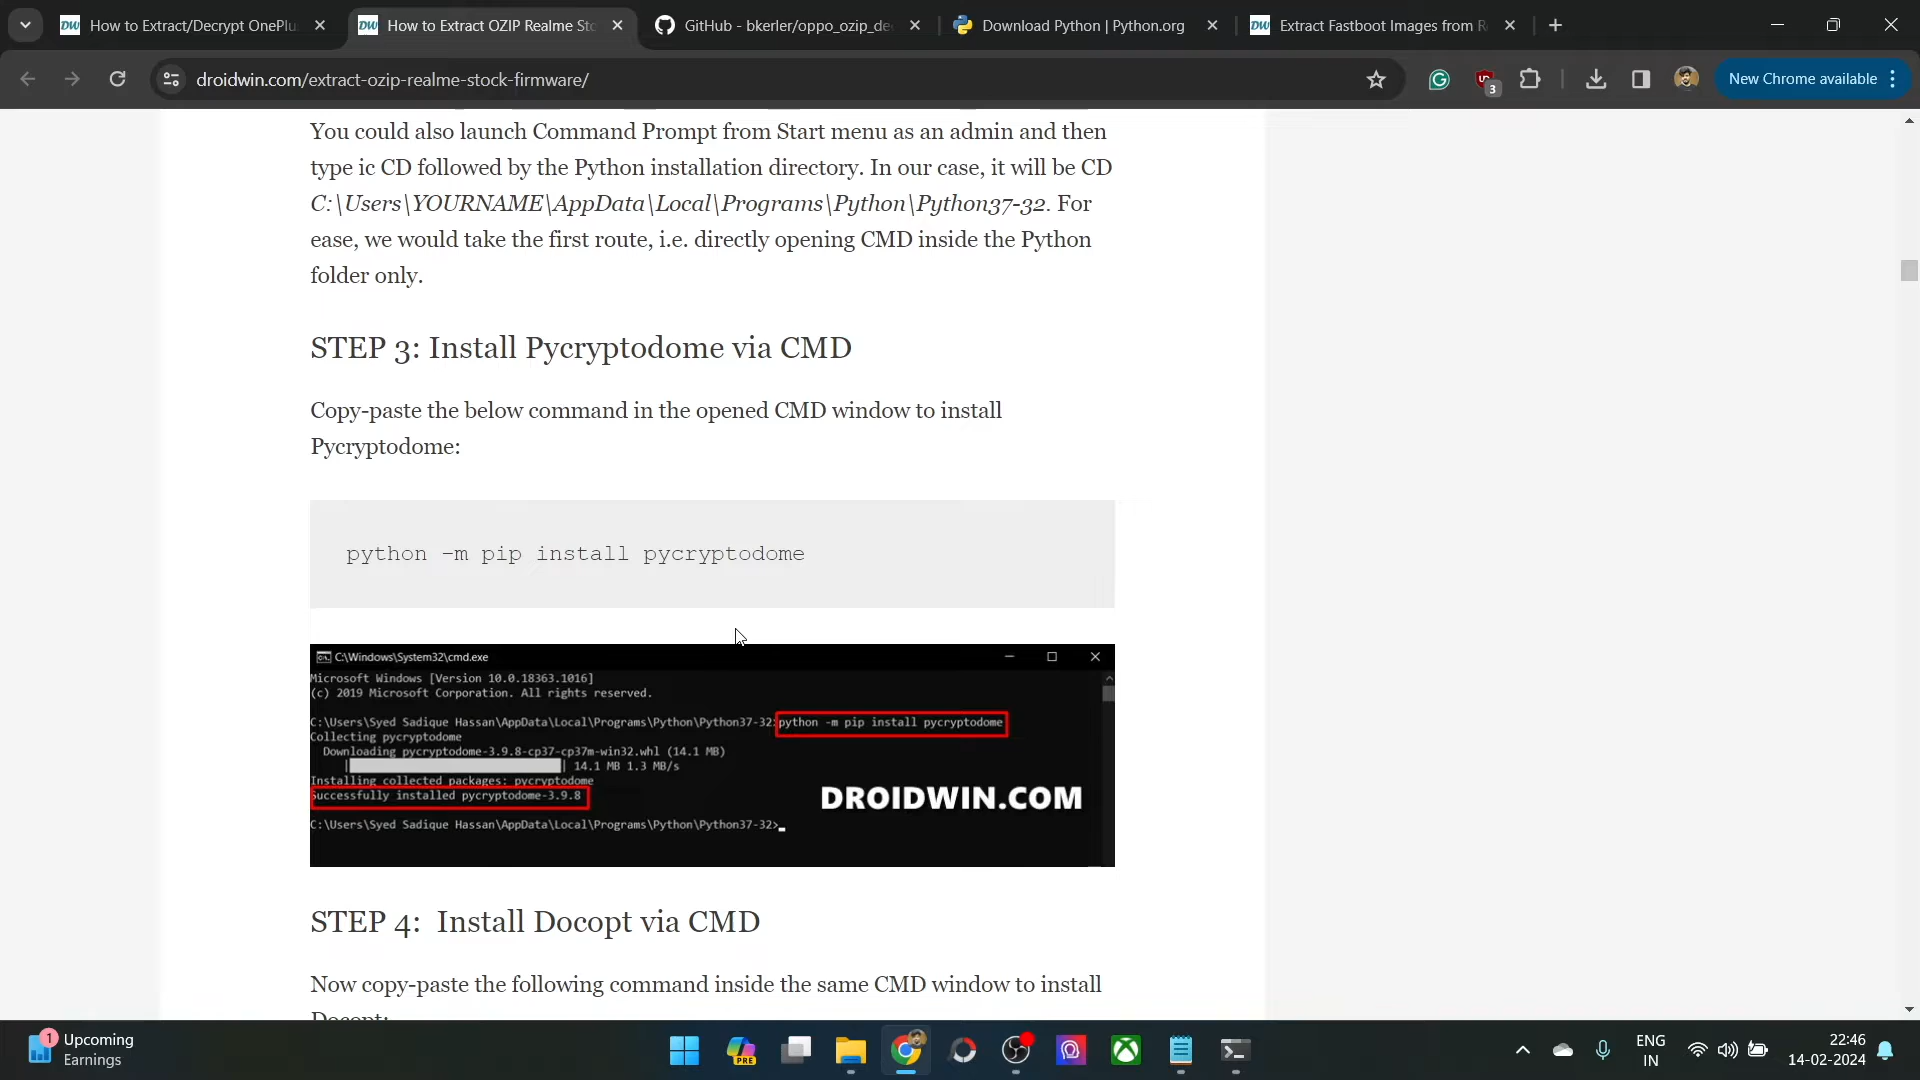 How to Extract/Decrypt OnePlu
How to Extract OZIP Realme Sto
GitHub - bkerler/oppo_ozip_de
Download Python | Python.org
Extract Fastboot Images from R
droidwin.com/extract-ozip-realme-stock-firmware/
3
New Chrome available
You could also launch Command Prompt from Start menu as an admin and then
type ic CD followed by the Python installation directory. In our case, it will be CD
C:\Users\YOURNAME\AppData\Local\Programs\Python\Python37-32. For
ease, we would take the first route, i.e. directly opening CMD inside the Python
folder only.
STEP 3: Install Pycryptodome via CMD
Copy-paste the below command in the opened CMD window to install
Pycryptodome:
python -m pip install pycryptodome
C:\Windows\System32\cmd.exe
Microsoft Windows [Version 10.0.18363.1016]
(c) 2019 Microsoft Corporation. All rights reserved.
C:\Users\Syed Sadique Hassan\AppData\Local\Programs\Python\Python37-32>python -m pip install pycryptodome
Collecting pycryptodome
Downloading pycryptodome-3.9.8-cp37-cp37m-win32.whl (14.1 MB)
14.1 MB 1.3 MB/s
Installing collected packages: pycryptodome
Successfully installed pycryptodome-3.9.8
DROIDWIN.COM
C:\Users\Syed Sadique Hassan\AppData\Local\Programs\Python\Python37-32>
STEP 4: Install Docopt via CMD
Now copy-paste the following command inside the same CMD window to install
Docopt:
1
Upcoming
Earnings
PRE
ENG
IN
22:46
14-02-2024